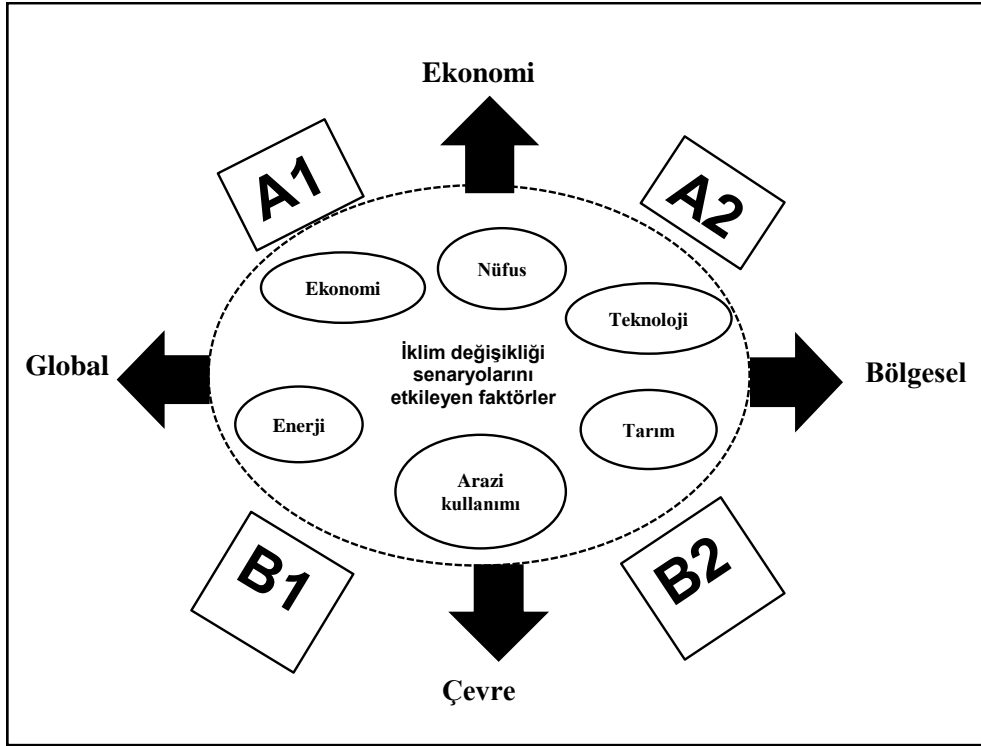 Ekonomi
A1
A2
Nüfus
Ekonomi
Teknoloji
Global
İklim değişikliği
senaryolarını
etkileyen faktörler
Bölgesel
Enerji
Tarım
Arazi
kullanımı
B1
B2
Çevre